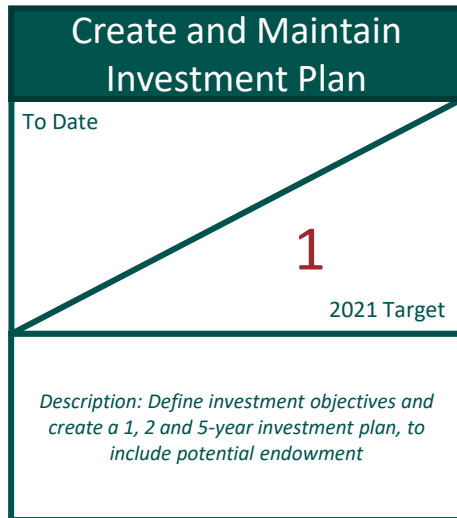 Create and Maintain
Investment Plan
To Date
1
2021 Target
Description: Define investment objectives and
create a 1, 2 and 5-year investment plan, to
include potential endowment